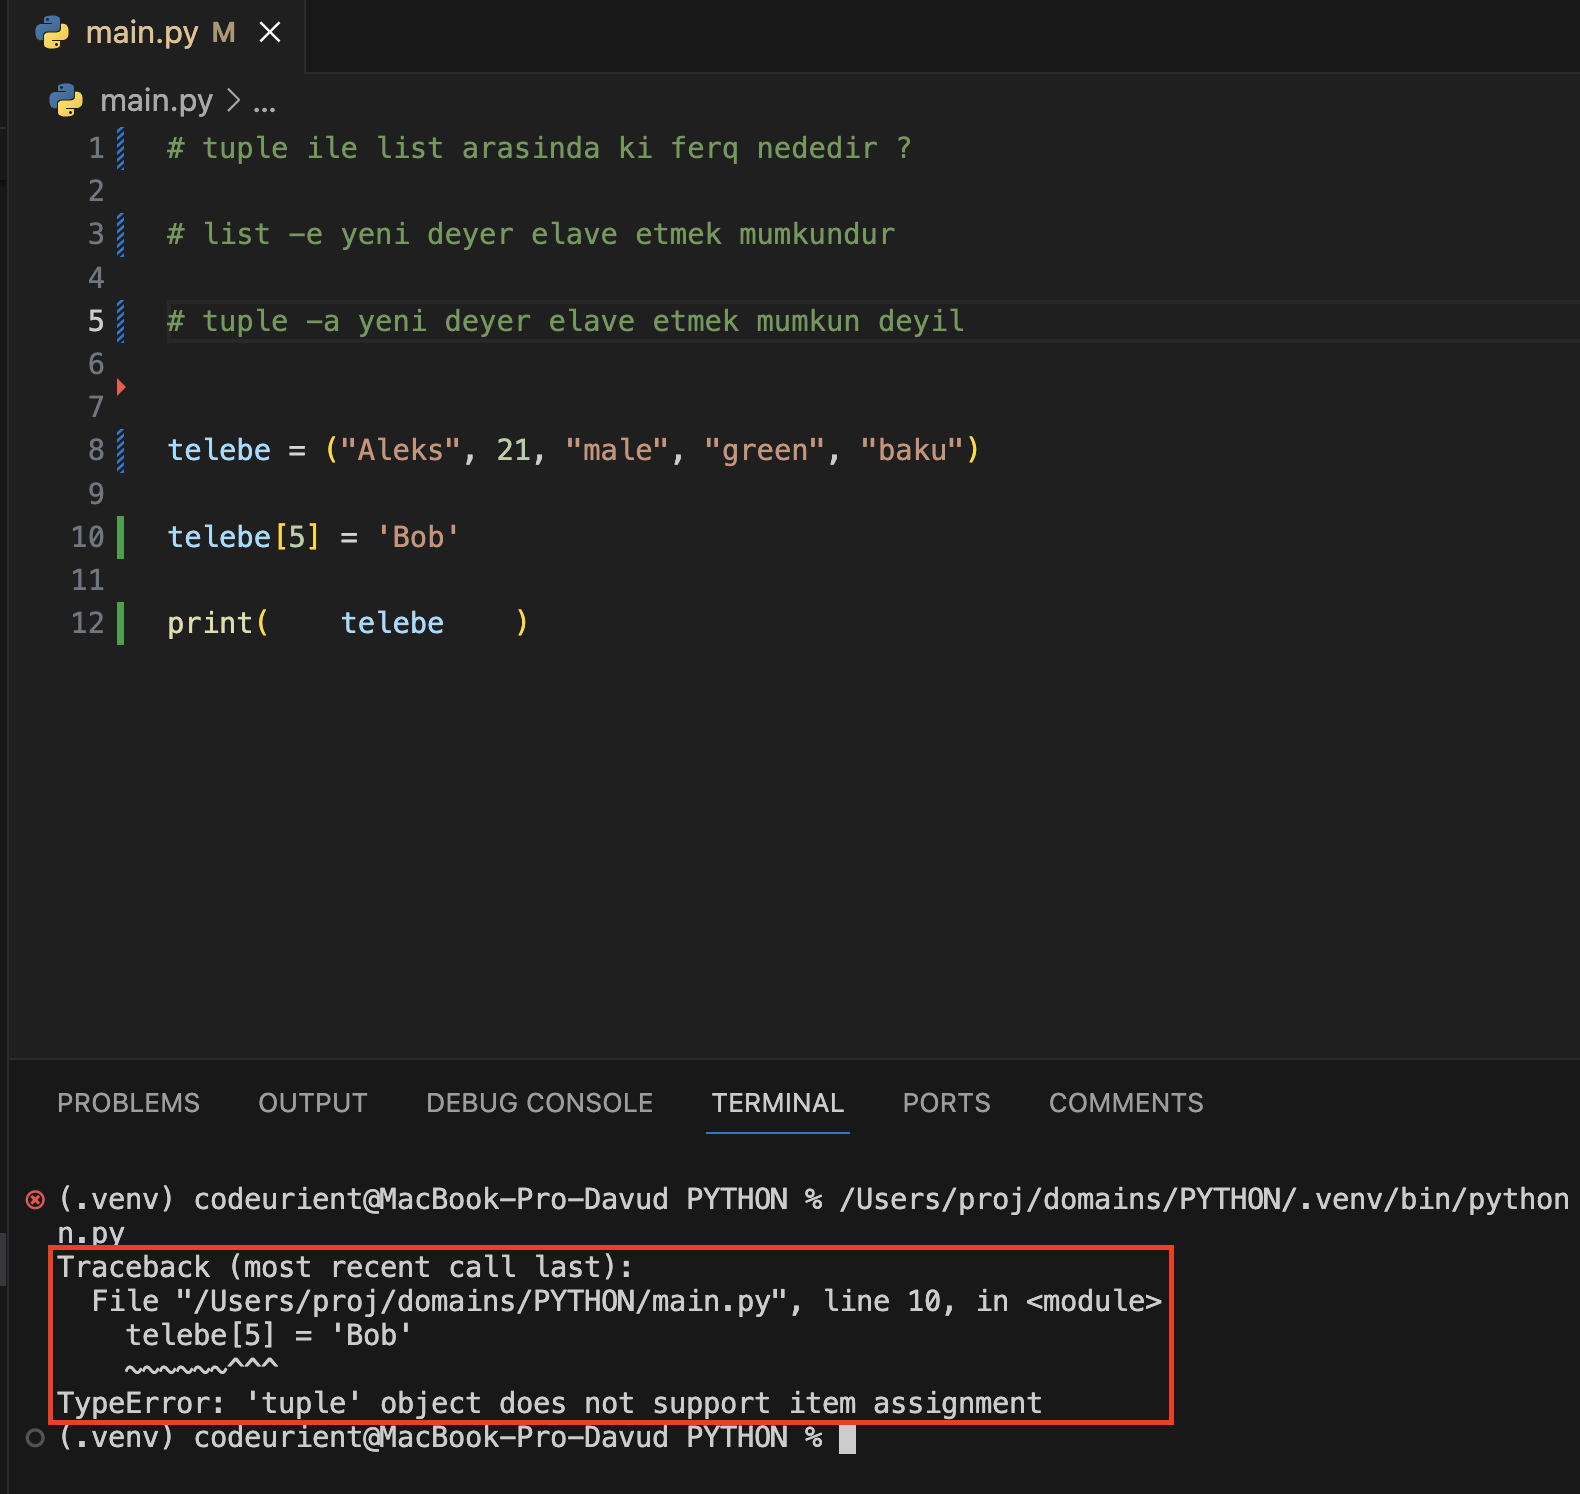 main.py M
main.py > ...
1 # tuple ile list arasinda ki ferq nededir ?
2
3 # list -e yeni deyer elave etmek mumkundur
4
5 # tuple -a yeni deyer elave etmek mumkun deyil
6
7
8 telebe = ("Aleks", 21, "male", "green", "baku")
9
10 telebe[5] = 'Bob'
11
12 print(    telebe    )
PROBLEMS OUTPUT DEBUG CONSOLE TERMINAL PORTS COMMENTS
(.venv) codeurient@MacBook-Pro-Davud PYTHON % /Users/proj/domains/PYTHON/.venv/bin/python
n.py
Traceback (most recent call last):
  File "/Users/proj/domains/PYTHON/main.py", line 10, in <module>
    telebe[5] = 'Bob'
    ~~~~~~^^^
TypeError: 'tuple' object does not support item assignment
(.venv) codeurient@MacBook-Pro-Davud PYTHON %